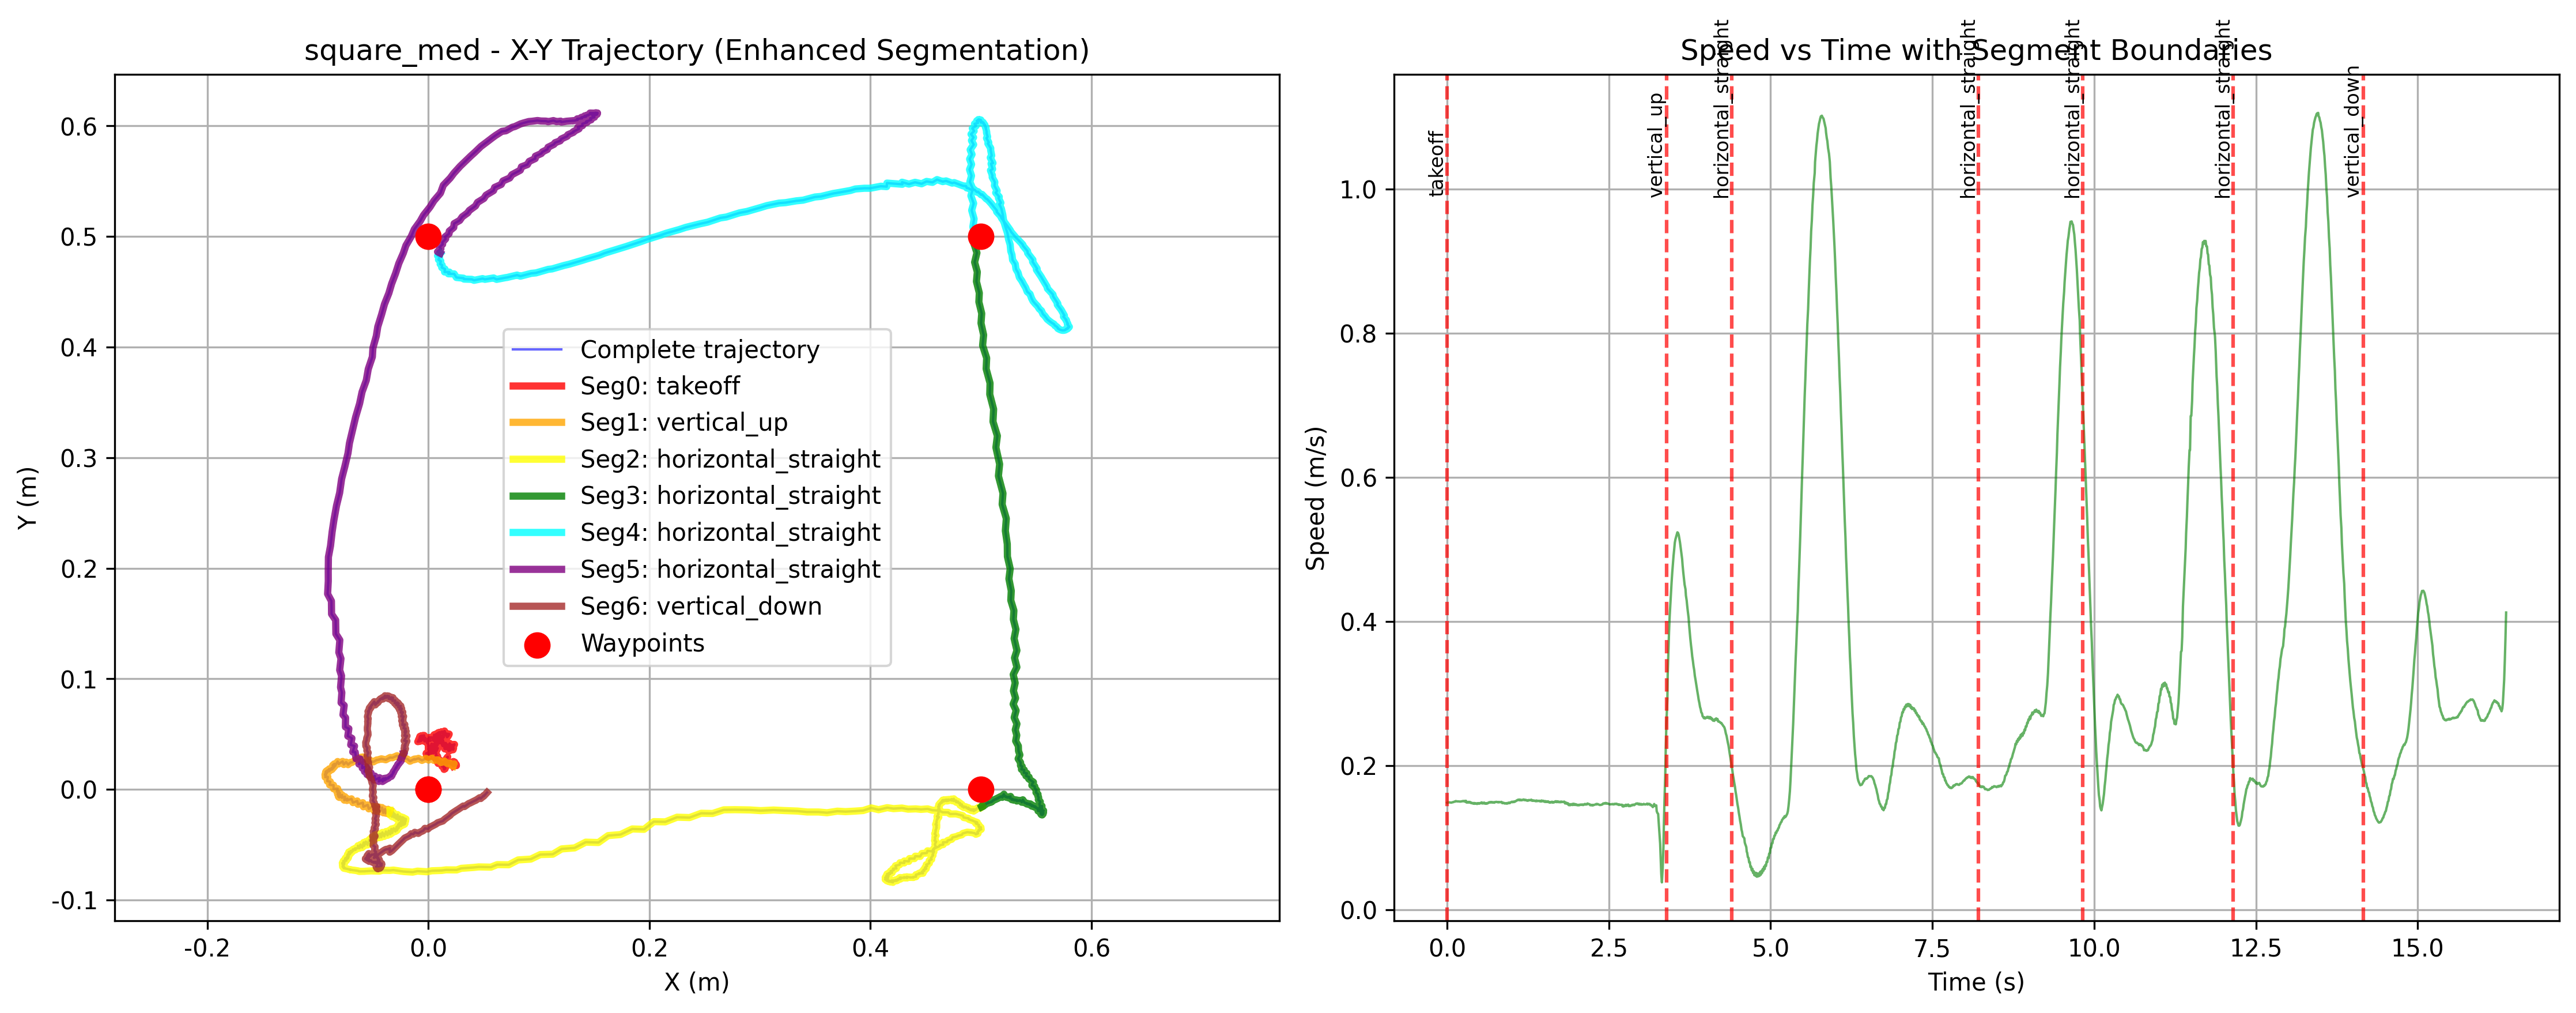 square_med - X-Y Trajectory (Enhanced Segmentation)
0.6
0.5
0.4
0.3
0.2
0.1
0.0
-0.1
Y (m)
-0.2
0.0
0.2
0.4
0.6
X (m)
Complete trajectory
Seg0: takeoff
Seg1: vertical_up
Seg2: horizontal_straight
Seg3: horizontal_straight
Seg4: horizontal_straight
Seg5: horizontal_straight
Seg6: vertical_down
Waypoints
Speed vs Time with Segment Boundaries
takeoff
vertical_up
horizontal_straight
horizontal_straight
horizontal_straight
horizontal_straight
vertical_down
1.0
0.8
0.6
0.4
0.2
0.0
Speed (m/s)
0.0
2.5
5.0
7.5
10.0
12.5
15.0
Time (s)